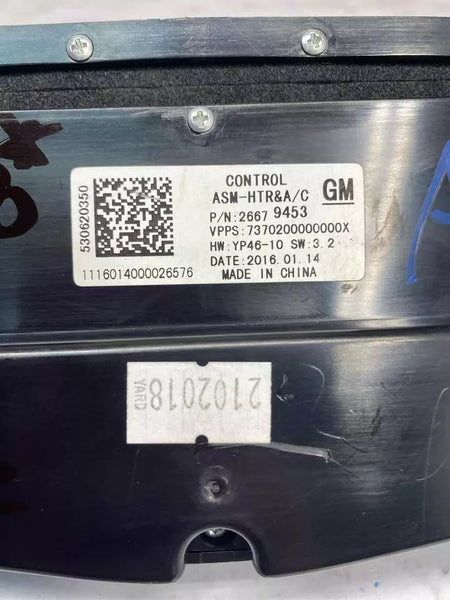 CONTROL
ASM-HTR&A/C GM
P/N:2667 9453
VPPS:7370200000000X
HW:YP46-10 SW:3.2
DATE:2016.01.14
MADE IN CHINA
530620350
1116014000026576
2102018
YARD